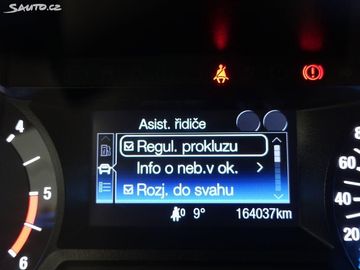 Sauto.cz
Asist. řidiče
Regul. prokluzu
Info o neb.v ok.
Rozj. do svahu
9° 164037km
4
5
6
80
60
40
20